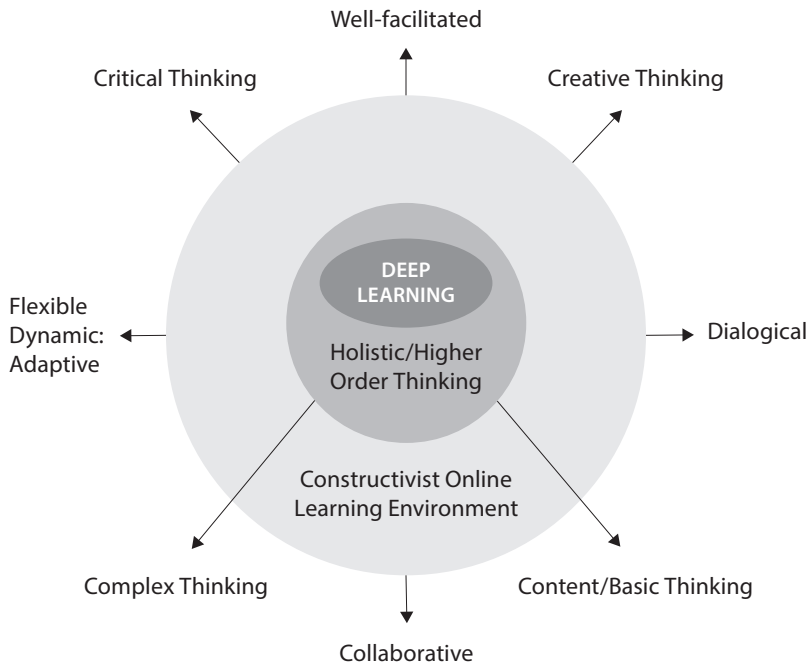 Well-facilitated
Critical Thinking
Creative Thinking
DEEP
LEARNING
Flexible
Dynamic:
Adaptive
Dialogical
Holistic/Higher
Order Thinking
Constructivist Online
Learning Environment
Complex Thinking
Content/Basic Thinking
Collaborative